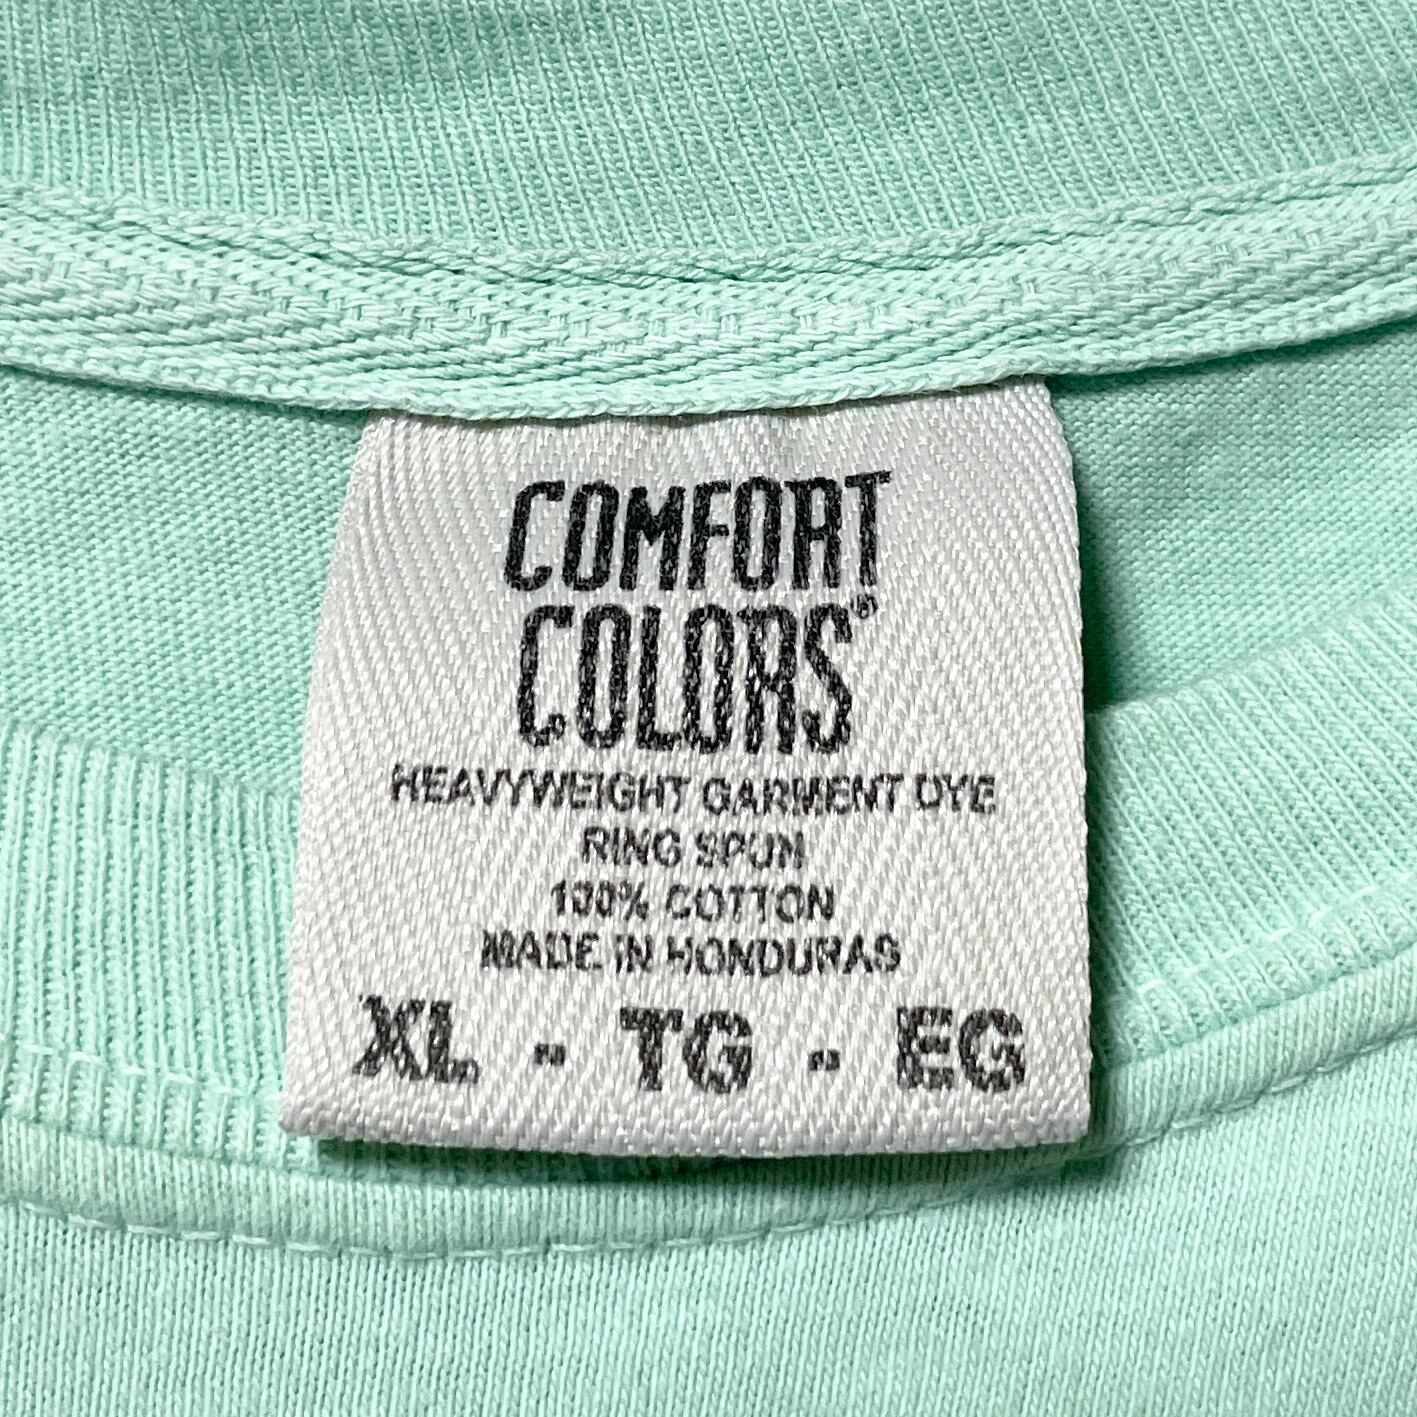 COMFORT
COLORS®
HEAVYWEIGHT GARMENT DYE
RING SPUN
100% COTTON
MADE IN HONDURAS
XL - TG - EG